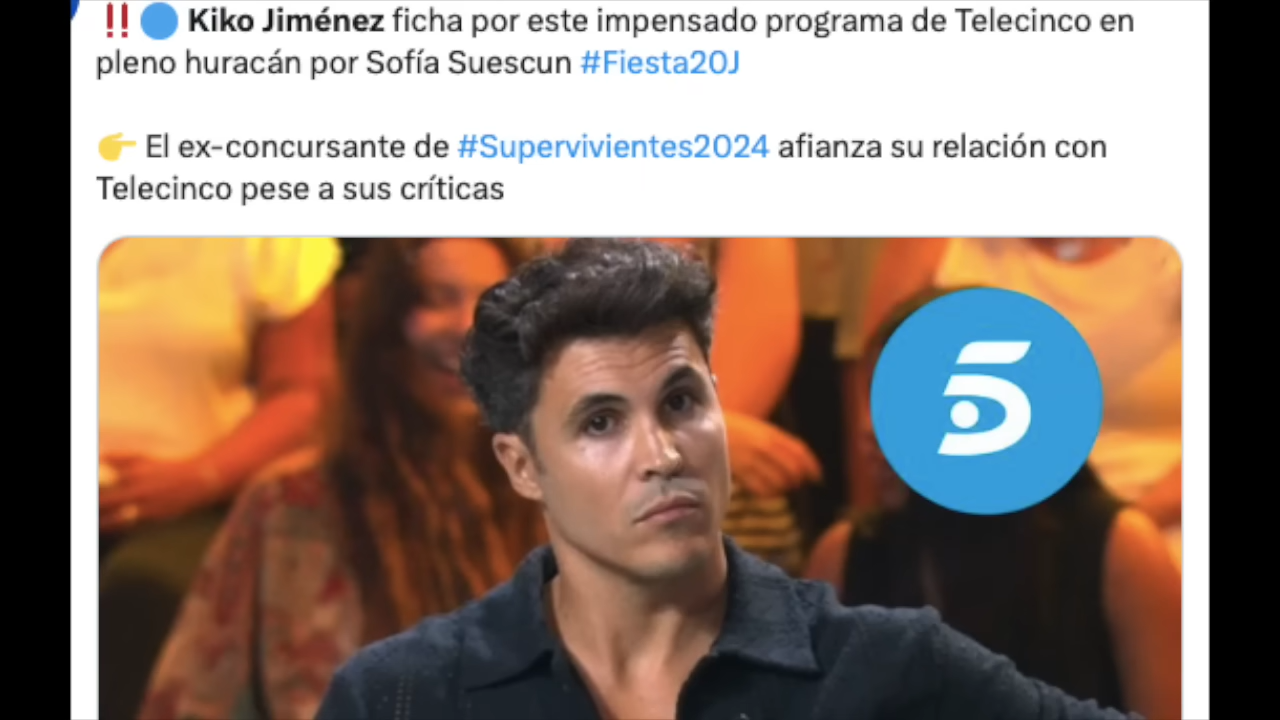 ‼️🔵 Kiko Jiménez ficha por este impensado programa de Telecinco en
pleno huracán por Sofía Suescun #Fiesta20J
👉 El ex-concursante de #Supervivientes2024 afianza su relación con
Telecinco pese a sus críticas
5